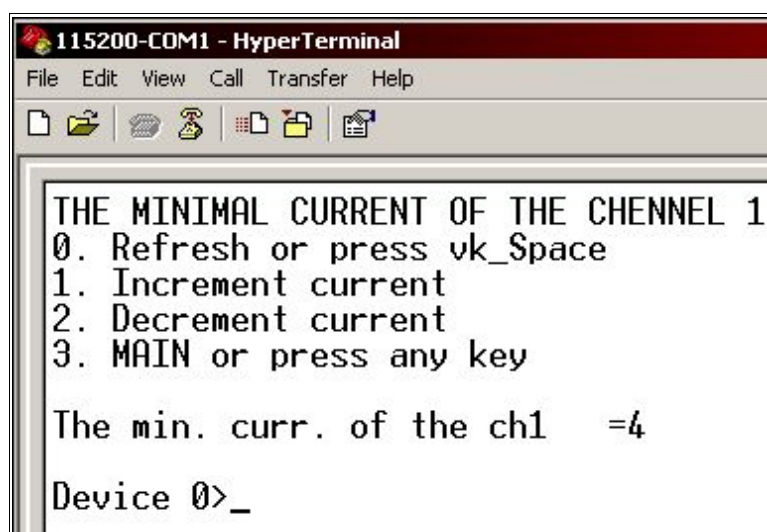 115200-COM1 - HyperTerminal
File Edit View Call Transfer Help
THE MINIMAL CURRENT OF THE CHENNEL 1
0. Refresh or press vk_Space
1. Increment current
2. Decrement current
3. MAIN or press any key
The min. curr. of the ch1 =4
Device 0>_